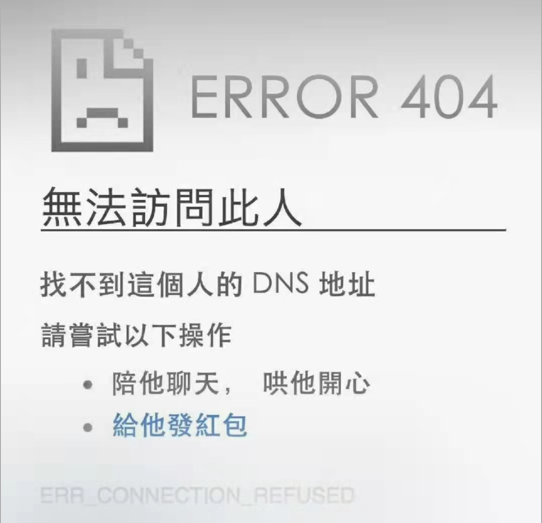 ERROR 404
無法訪問此人
找不到這個人的 DNS 地址
請嘗試以下操作
• 陪他聊天， 哄他開心
• 給他發紅包
ERR_CONNECTION_REFUSED